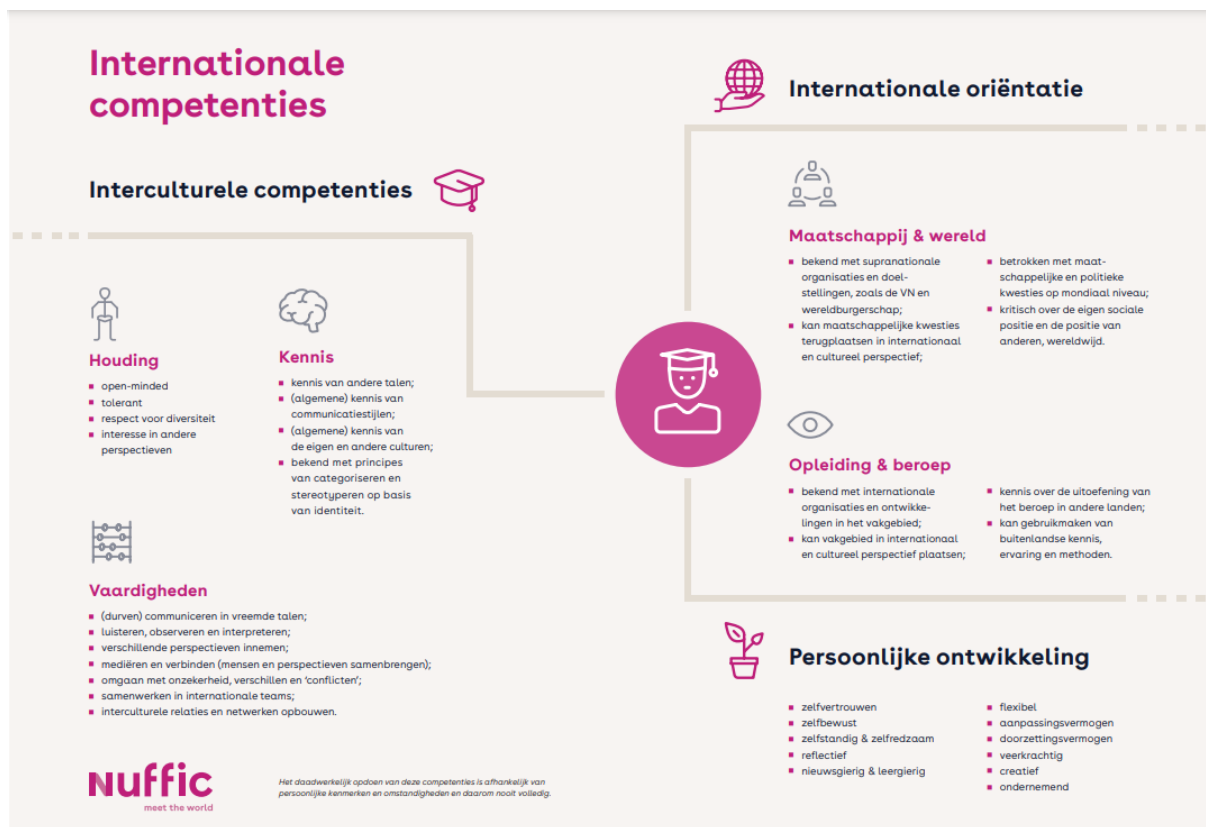 Internationale
competenties
Interculturele competenties
Houding
open-minded
tolerant
respect voor diversiteit
interesse in andere
perspectieven
Kennis
kennis van andere talen;
(algemene) kennis van
communicatiestijlen;
(algemene) kennis van
de eigen en andere culturen;
bekend met principes
van categoriseren en
stereotyperen op basis
van identiteit.
Vaardigheden
(durven) communiceren in vreemde talen;
luisteren, observeren en interpreteren;
verschillende perspectieven innemen;
mediëren en verbinden (mensen en perspectieven samenbrengen);
omgaan met onzekerheid, verschillen en ‘conflicten’;
samenwerken in internationale teams;
interculturele relaties en netwerken opbouwen.
Nuffic
meet the world
Het daadwerkelijk opdoen van deze competenties is afhankelijk van
persoonlijke kenmerken en omstandigheden en daarom nooit volledig.
Internationale oriëntatie
Maatschappij & wereld
bekend met supranationale
organisaties en doel-
stellingen, zoals de VN en
wereldburgerschap;
kan maatschappelijke kwesties
terugplaatsen in internationaal
en cultureel perspectief;
betrokken met maat-
schappelijke en politieke
kwesties op mondiaal niveau;
kritisch over de eigen sociale
positie en de positie van
anderen, wereldwijd.
Opleiding & beroep
bekend met internationale
organisaties en ontwikke-
lingen in het vakgebied;
kan vakgebied in internationaal
en cultureel perspectief plaatsen;
kennis over de uitoefening van
het beroep in andere landen;
kan gebruikmaken van
buitenlandse kennis,
ervaring en methoden.
Persoonlijke ontwikkeling
zelfvertrouwen
zelfbewust
zelfstandig & zelfredzaam
reflectief
nieuwsgierig & leergierig
flexibel
aanpassingsvermogen
doorzettingsvermogen
veerkrachtig
creatief
ondernemend